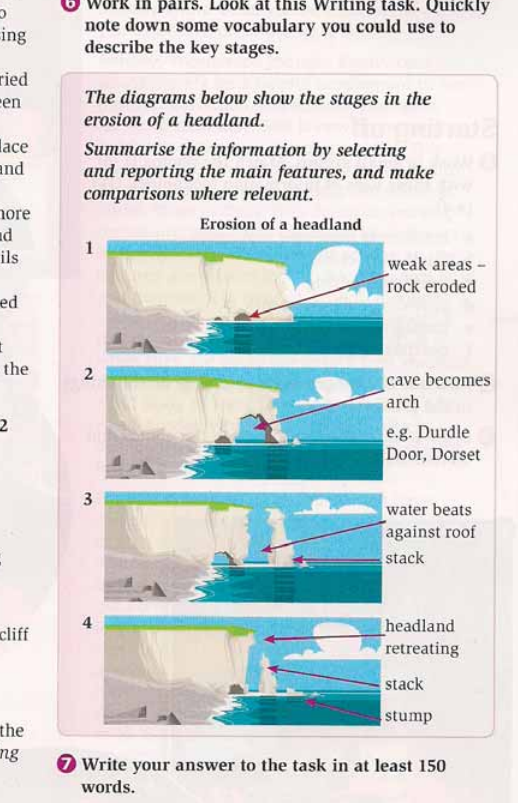 o
sing
ried
een
lace
and
nore
nd
ils
ed
t
the
2
cliff
the
ng
6 Work in pairs. Look at this Writing task. Quickly
note down some vocabulary you could use to
describe the key stages.
The diagrams below show the stages in the
erosion of a headland.
Summarise the information by selecting
and reporting the main features, and make
comparisons where relevant.
Erosion of a headland
1
weak areas –
rock eroded
2
cave becomes
arch
e.g. Durdle
Door, Dorset
3
water beats
against roof
stack
4
headland
retreating
stack
stump
7 Write your answer to the task in at least 150
words.